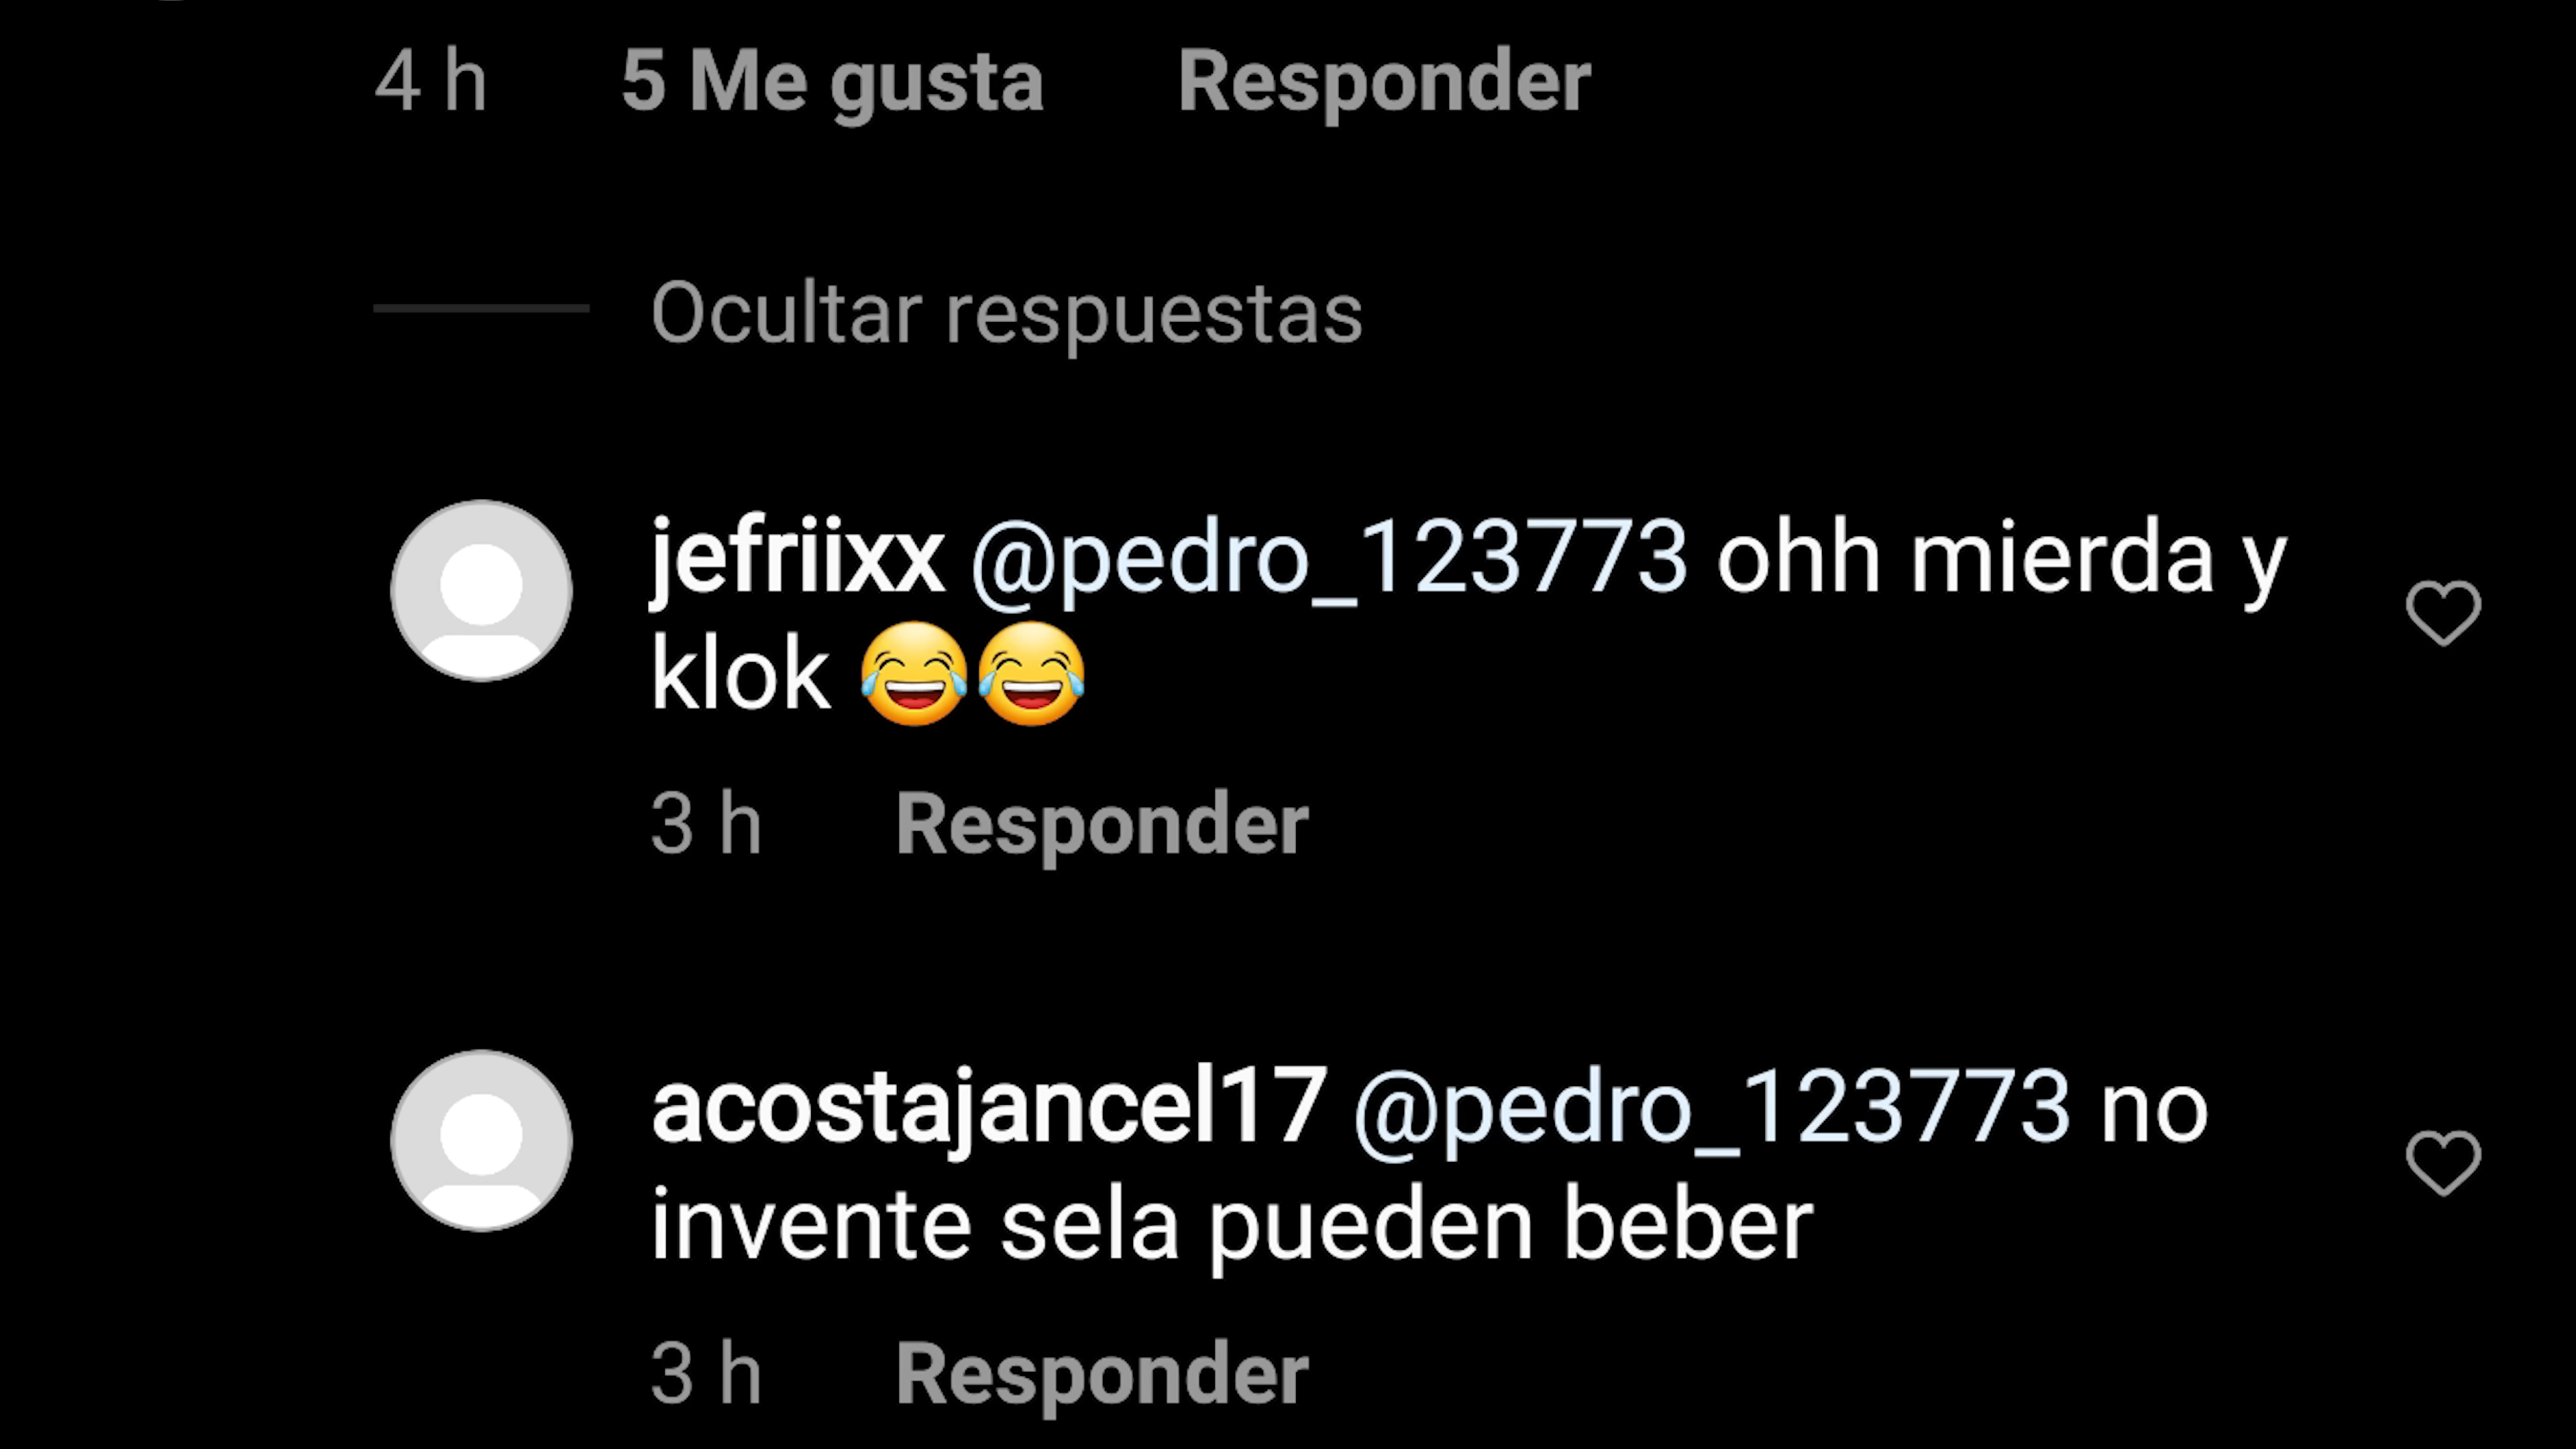 4 h 5 Me gusta Responder
Ocultar respuestas
jefriixx @pedro_123773 ohh mierda y
klok 😂😂
3 h Responder
acostajancel17 @pedro_123773 no
invente sela pueden beber
3 h Responder